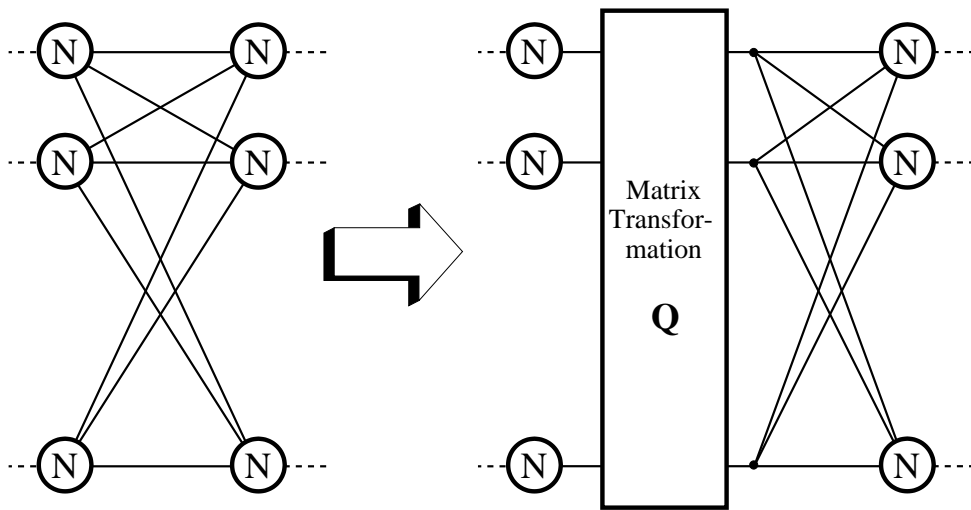 N N N N
N N N N
Matrix
Transfor-
mation
Q
N N N N